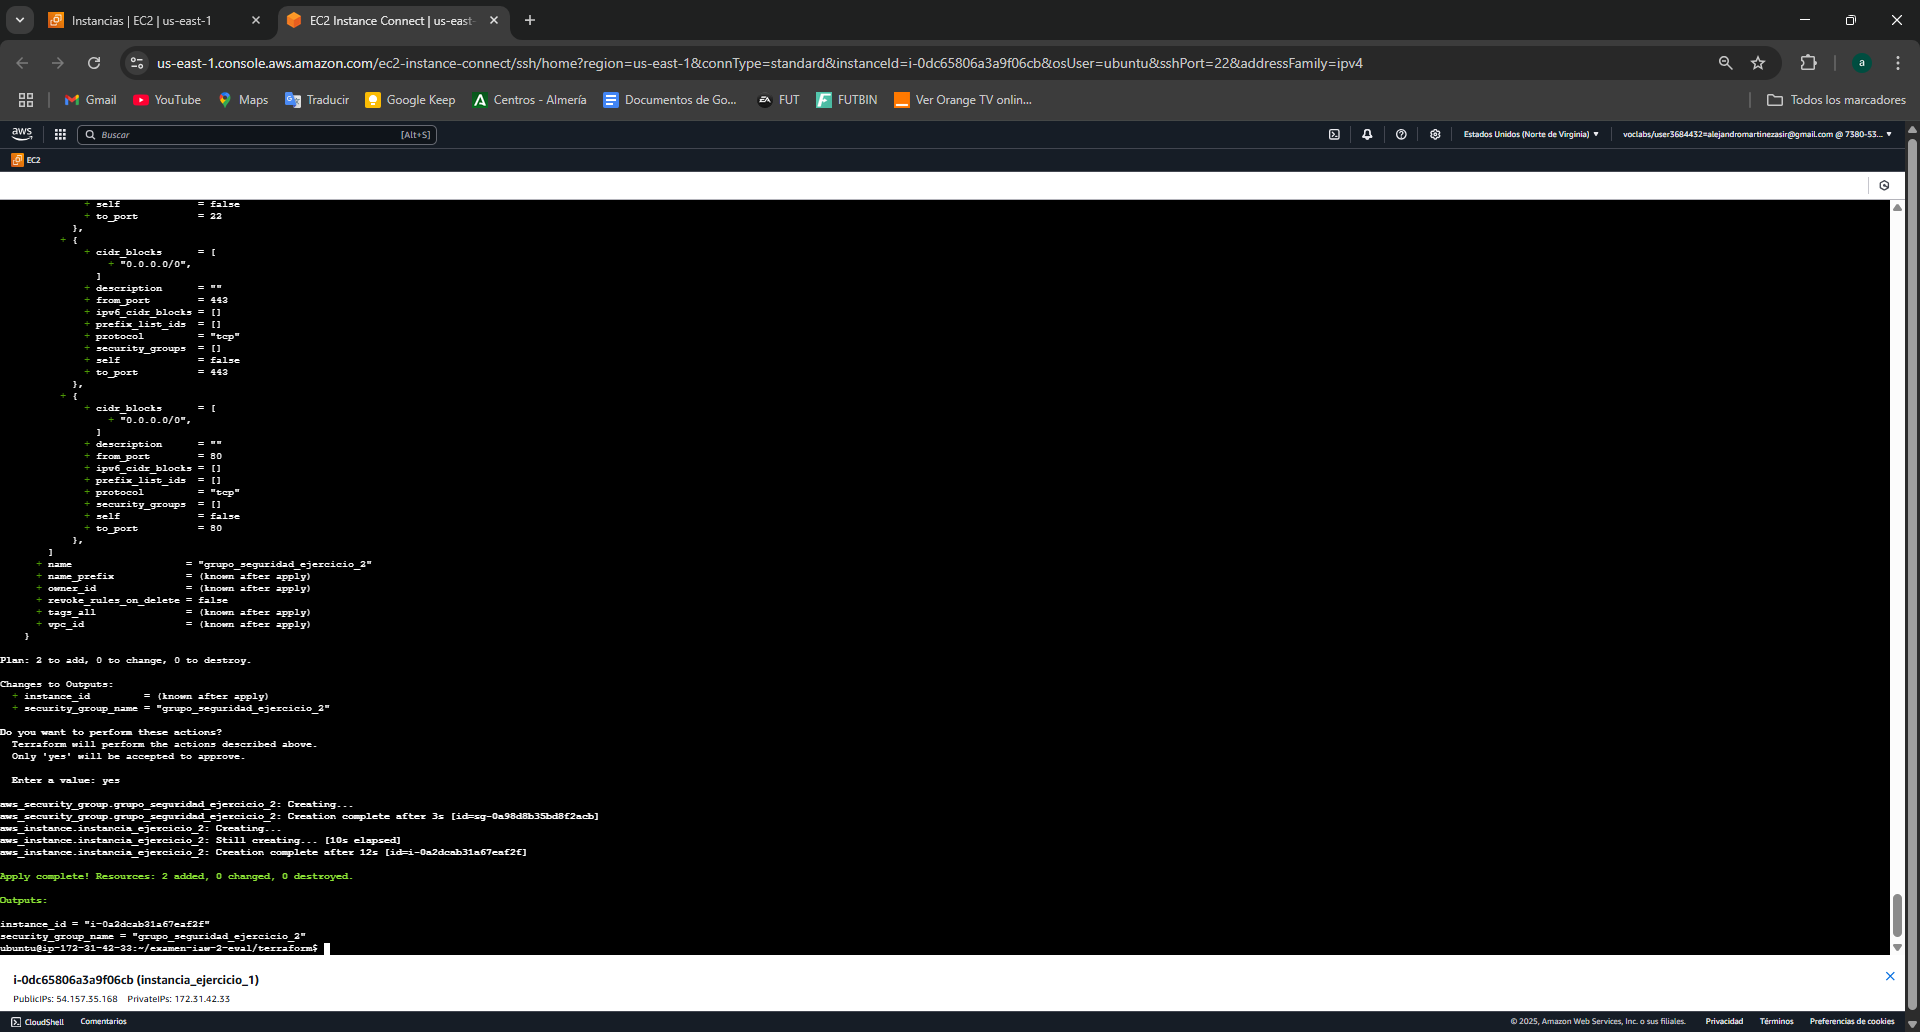 Instancias | EC2 | us-east-1
EC2 Instance Connect | us-east-
us-east-1.console.aws.amazon.com/ec2-instance-connect/ssh/home?region=us-east-1&connType=standard&instanceId=i-0dc65806a3a9f06cb&osUser=ubuntu&sshPort=22&addressFamily=ipv4
a
Gmail YouTube Maps Traducir Google Keep Centros - Almería Documentos de Go... FUT FUTBIN Ver Orange TV onlin... Todos los marcadores
aws Buscar [Alt+S] Estados Unidos (Norte de Virginia) voclabs/user3684432=alejandromartinezasir@gmail.com @ 7380-53...
EC2
+ self = false
+ to_port = 22
},
+ {
+ cidr_blocks = [
+ "0.0.0.0/0",
]
+ description = ""
+ from_port = 443
+ ipv6_cidr_blocks = []
+ prefix_list_ids = []
+ protocol = "tcp"
+ security_groups = []
+ self = false
+ to_port = 443
},
+ {
+ cidr_blocks = [
+ "0.0.0.0/0",
]
+ description = ""
+ from_port = 80
+ ipv6_cidr_blocks = []
+ prefix_list_ids = []
+ protocol = "tcp"
+ security_groups = []
+ self = false
+ to_port = 80
},
]
+ name = "grupo_seguridad_ejercicio_2"
+ name_prefix = (known after apply)
+ owner_id = (known after apply)
+ revoke_rules_on_delete = false
+ tags_all = (known after apply)
+ vpc_id = (known after apply)
}
Plan: 2 to add, 0 to change, 0 to destroy.
Changes to Outputs:
+ instance_id = (known after apply)
+ security_group_name = "grupo_seguridad_ejercicio_2"
Do you want to perform these actions?
Terraform will perform the actions described above.
Only 'yes' will be accepted to approve.
Enter a value: yes
aws_security_group.grupo_seguridad_ejercicio_2: Creating...
aws_security_group.grupo_seguridad_ejercicio_2: Creation complete after 3s [id=sg-0a98d8b35bd8f2acb]
aws_instance.instancia_ejercicio_2: Creating...
aws_instance.instancia_ejercicio_2: Still creating... [10s elapsed]
aws_instance.instancia_ejercicio_2: Creation complete after 12s [id=i-0a2dcab31a67eaf2f]
Apply complete! Resources: 2 added, 0 changed, 0 destroyed.
Outputs:
instance_id = "i-0a2dcab31a67eaf2f"
security_group_name = "grupo_seguridad_ejercicio_2"
ubuntu@ip-172-31-42-33:~/examen-iaw-2-eval/terraform$
i-0dc65806a3a9f06cb (instancia_ejercicio_1)
PublicIPs: 54.157.35.168 PrivateIPs: 172.31.42.33
CloudShell Comentarios © 2025, Amazon Web Services, Inc. o sus filiales. Privacidad Términos Preferencias de cookies